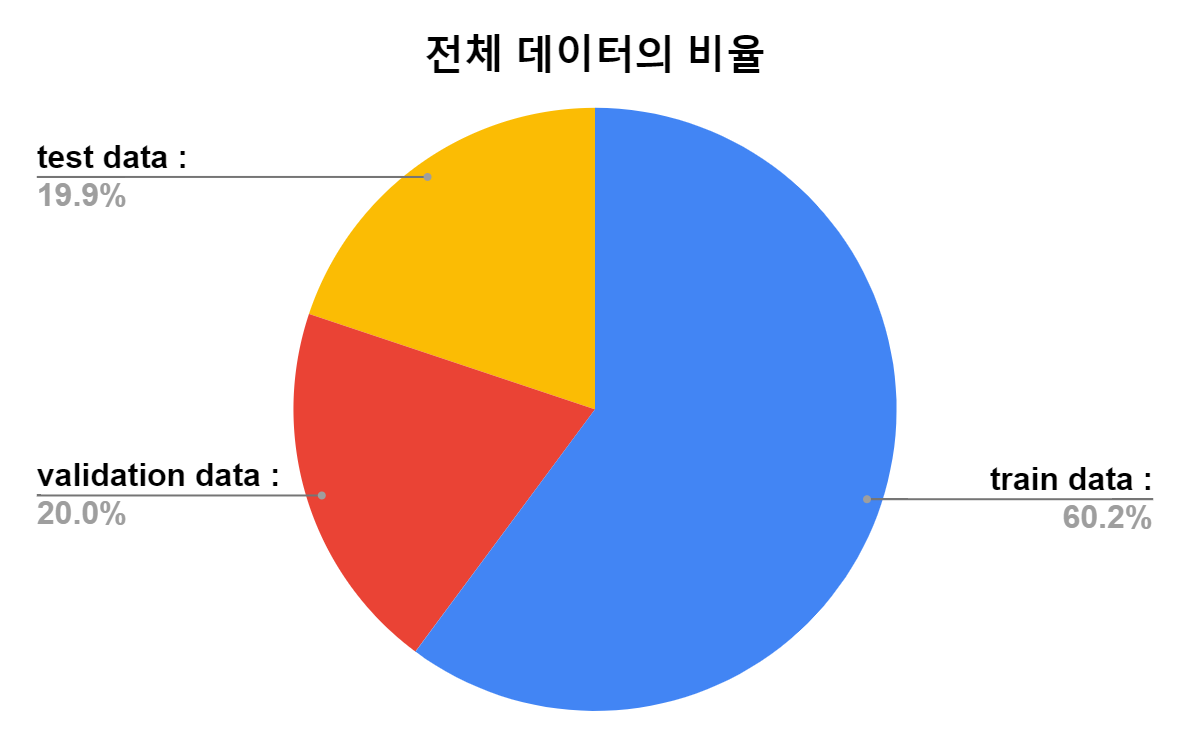 전체 데이터의 비율
test data :
19.9%
validation data :
20.0%
train data :
60.2%